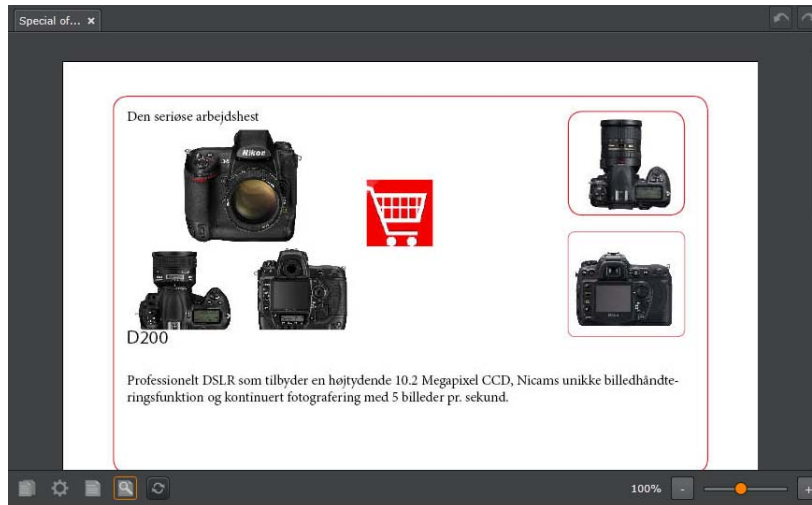 Special of...
Den seriøse arbejdshest
Nikon
D200
Professionelt DSLR som tilbyder en højtydende 10.2 Megapixel CCD, Nicams unikke billedhåndte-
ringsfunktion og kontinuert fotografering med 5 billeder pr. sekund.
100%